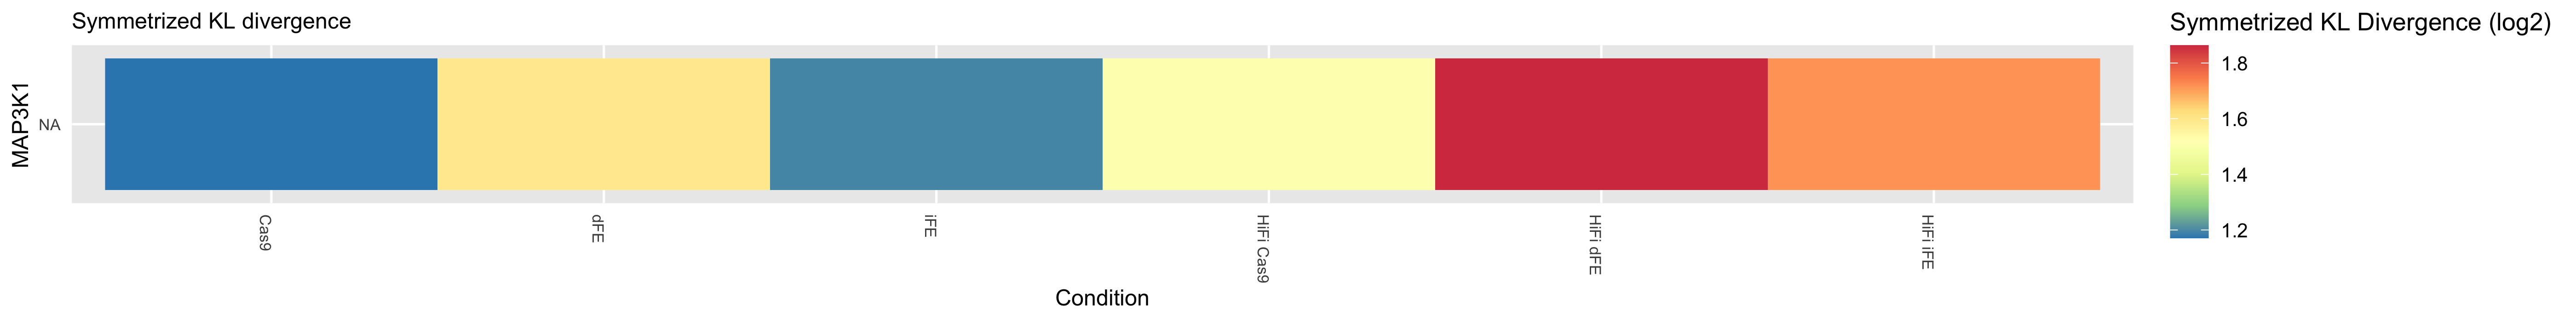 Symmetrized KL divergence
Symmetrized KL Divergence (log2)
1.8
1.6
1.4
1.2
MAP3K1
NA
Cas9
dFE
iFE
HiFi Cas9
HiFi dFE
HiFi iFE
Condition